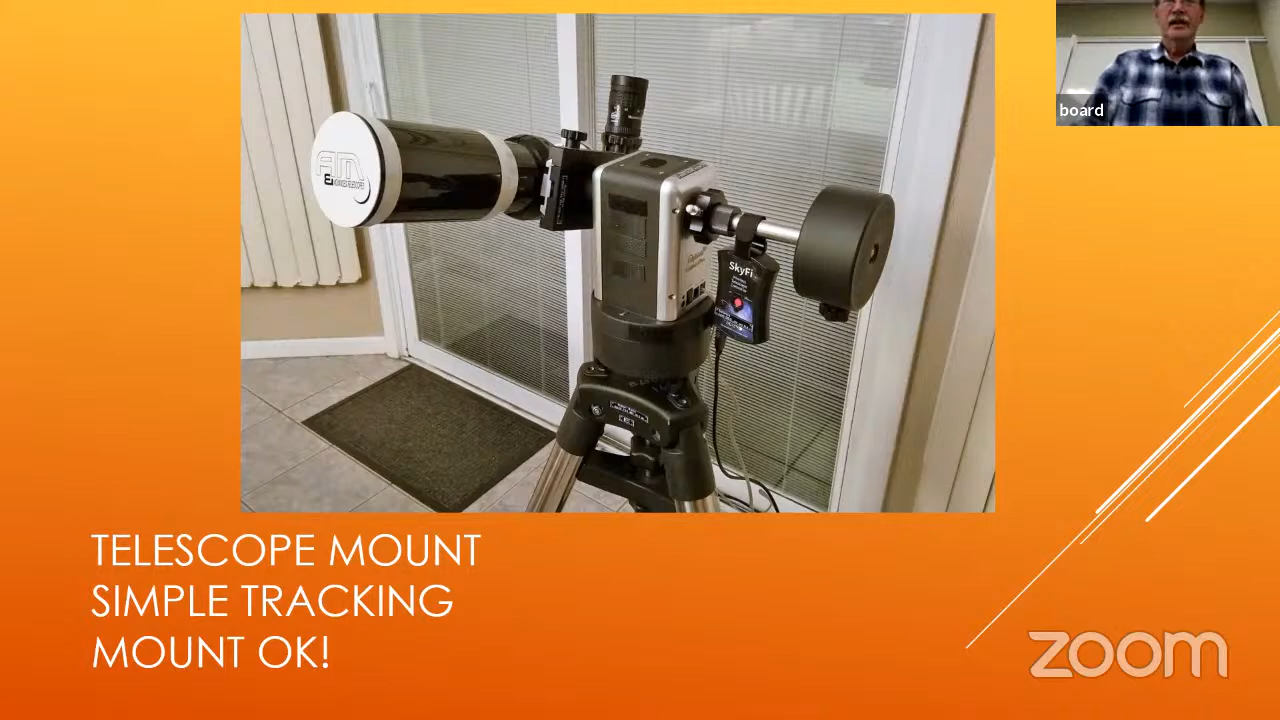 board
SkyFi
TELESCOPE MOUNT
SIMPLE TRACKING
MOUNT OK!
zoom